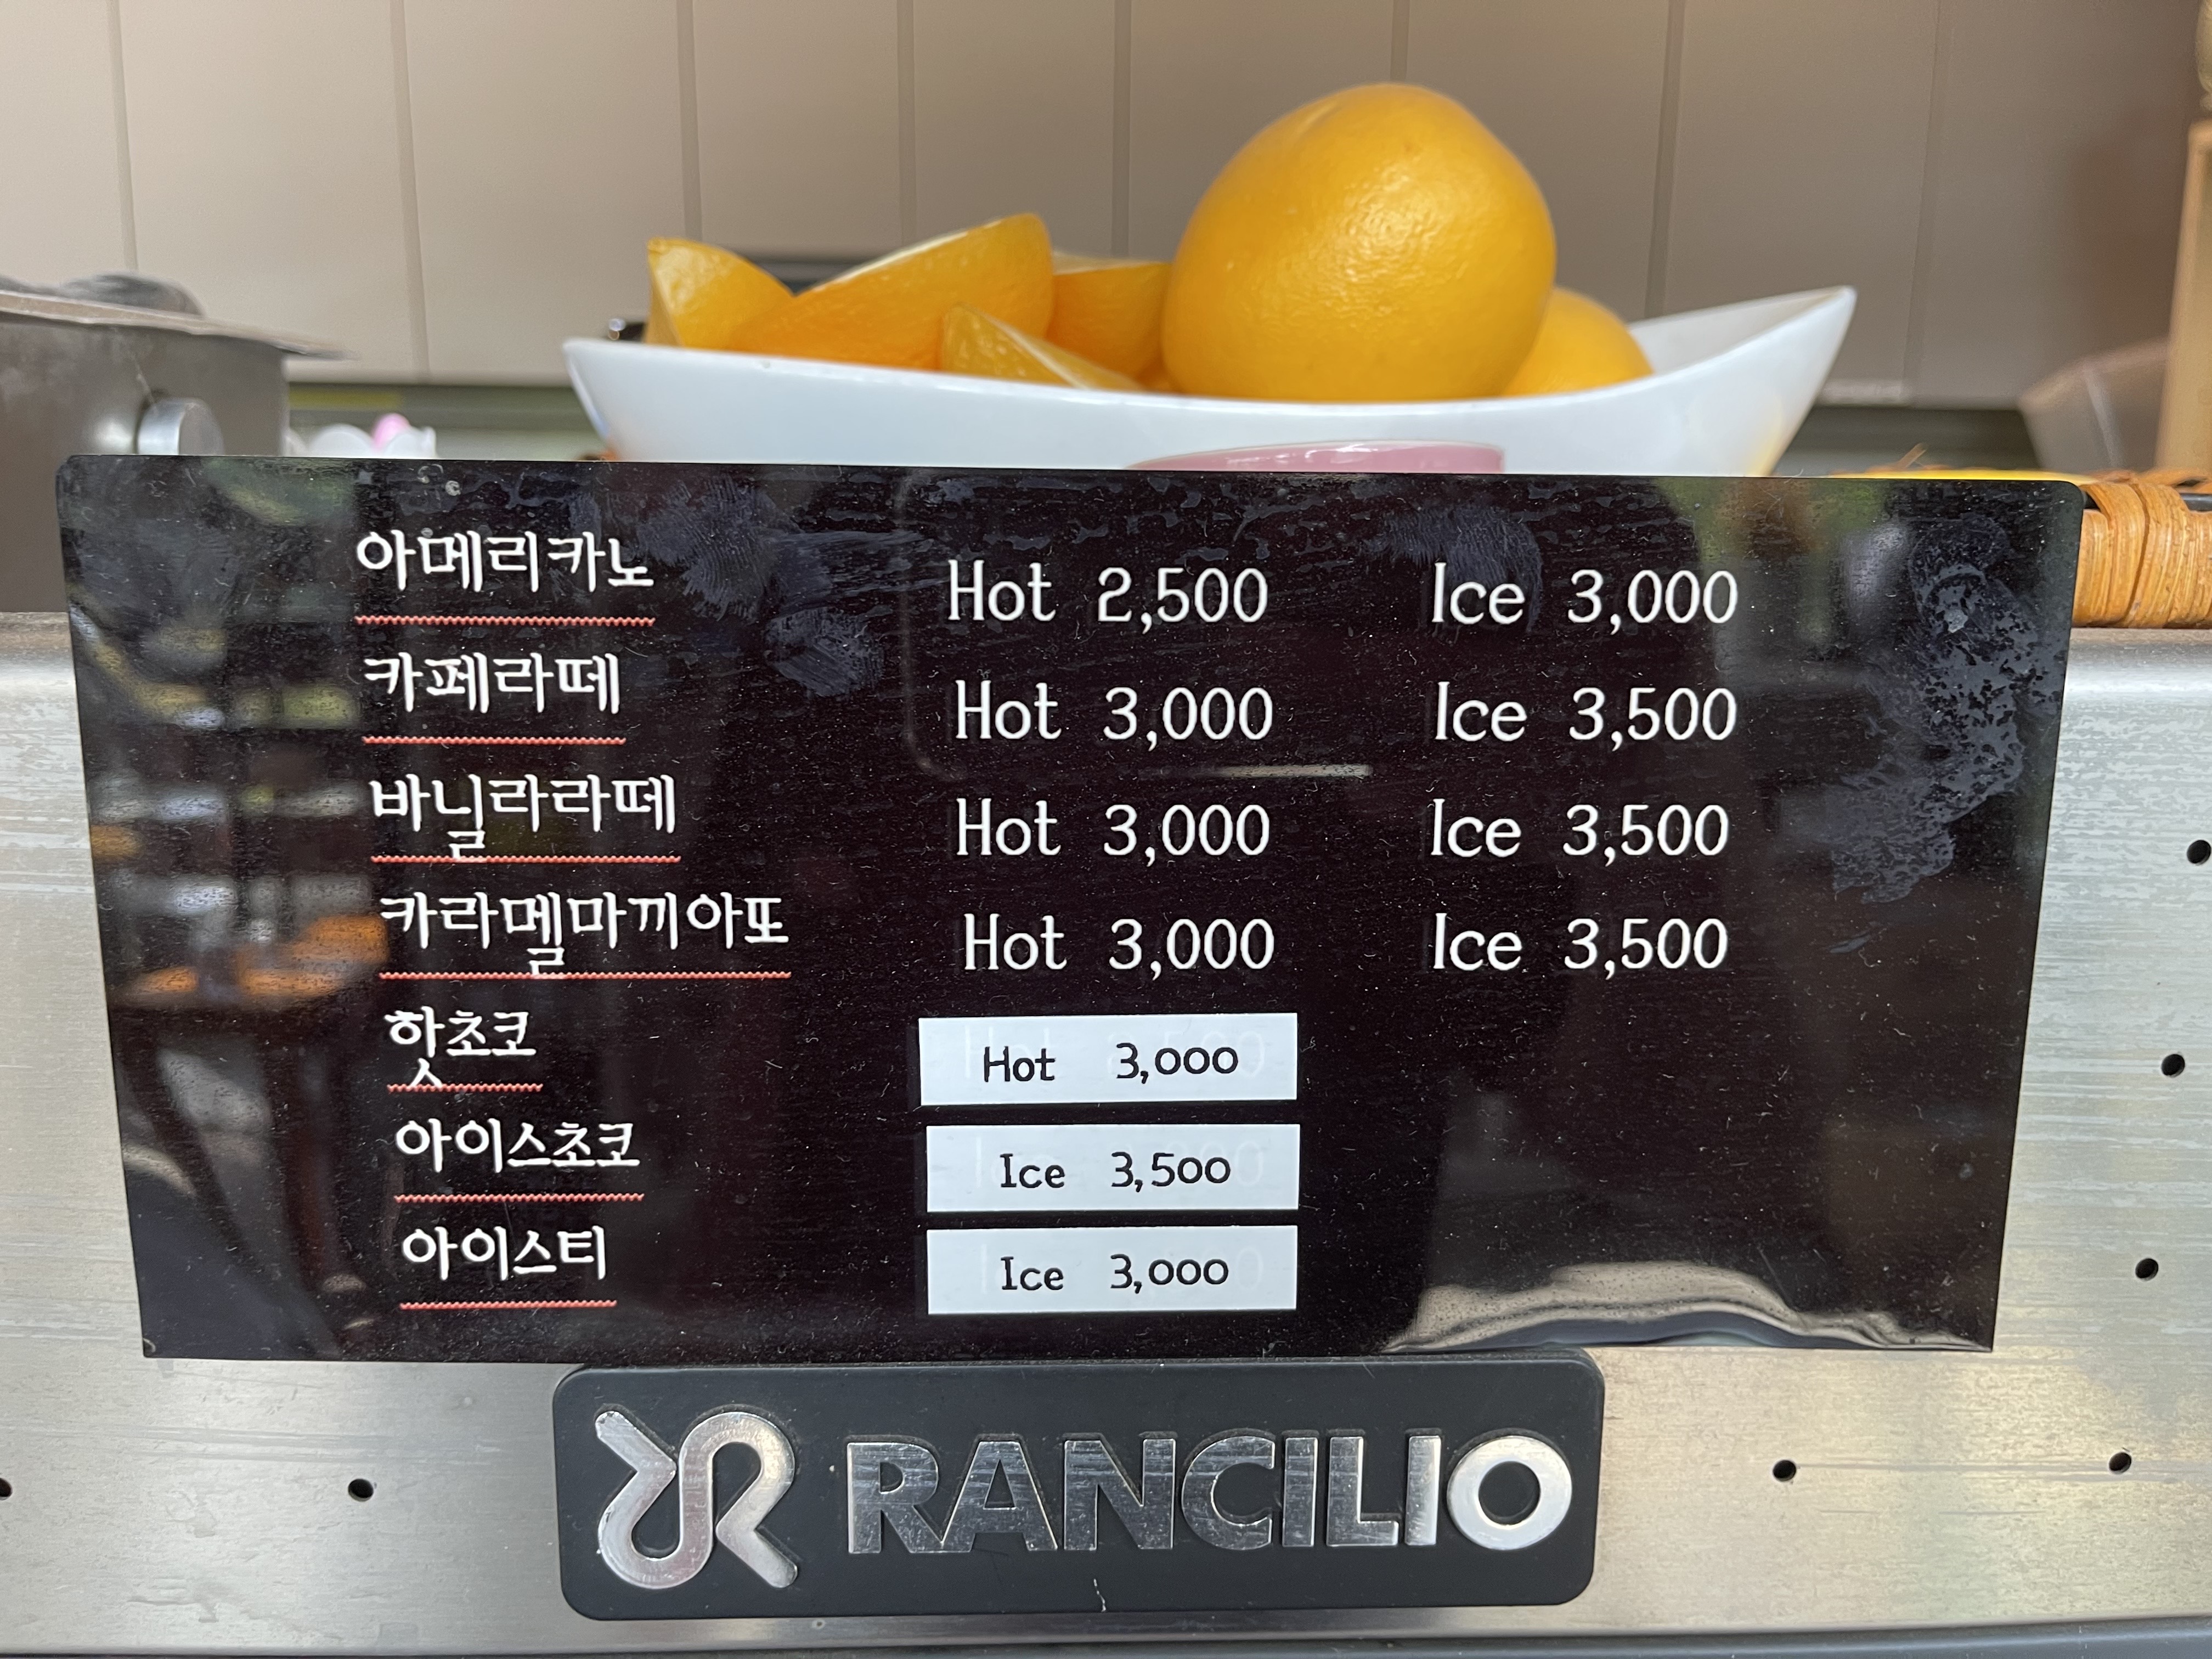 아메리카노 Hot 2,500 Ice 3,000
카페라떼 Hot 3,000 Ice 3,500
바닐라라떼 Hot 3,000 Ice 3,500
카라멜마끼아또 Hot 3,000 Ice 3,500
핫초코 Hot 3,000
아이스초코 Ice 3,500
아이스티 Ice 3,000
RANCILIO